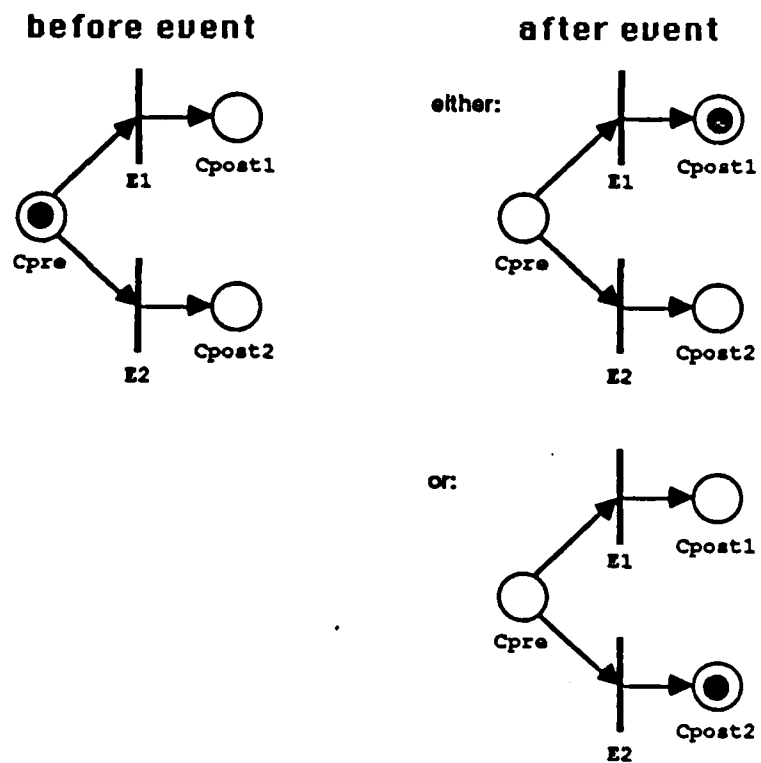 before event
after event
E1
Cpost1
Cpre
E2
Cpost2
either:
E1
Cpost1
Cpre
E2
Cpost2
or:
E1
Cpost1
Cpre
E2
Cpost2